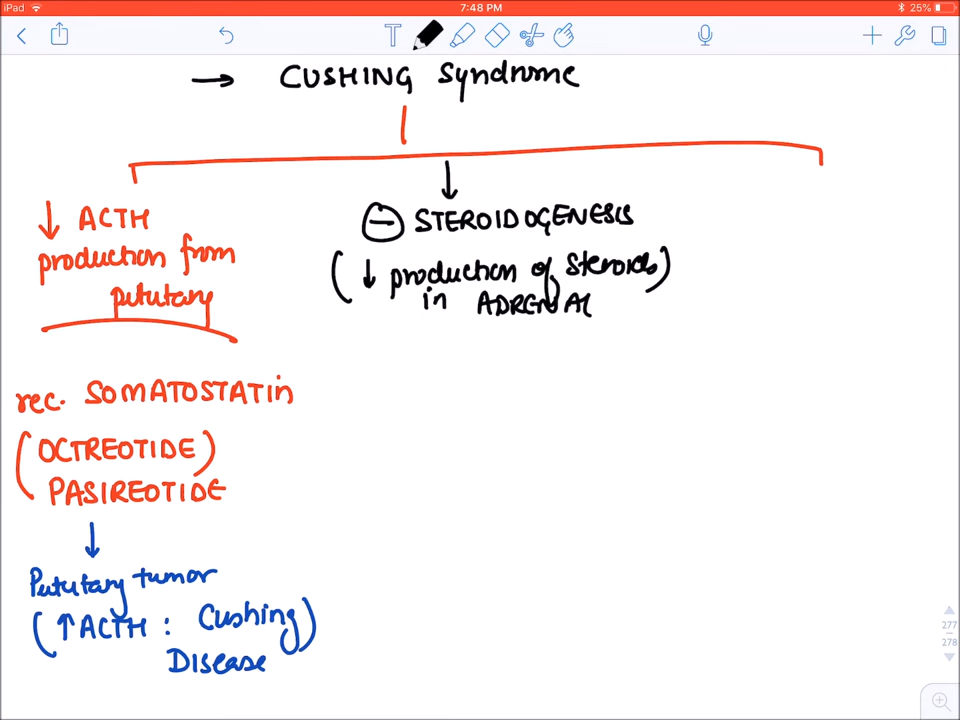 iPad
7:48 PM
25%
T
→ CUSHING Syndrome
↓ ACTH
production from
pitutary
rec. SOMATOSTATIN
(OCTREOTIDE)
PASIREOTIDE
↓
Pitutary tumor
(↑ACTH : Cushing)
Disease
↓
⊖ STEROIDOGENESIS
(↓ production of Steroids)
in ADRENAL
277
278